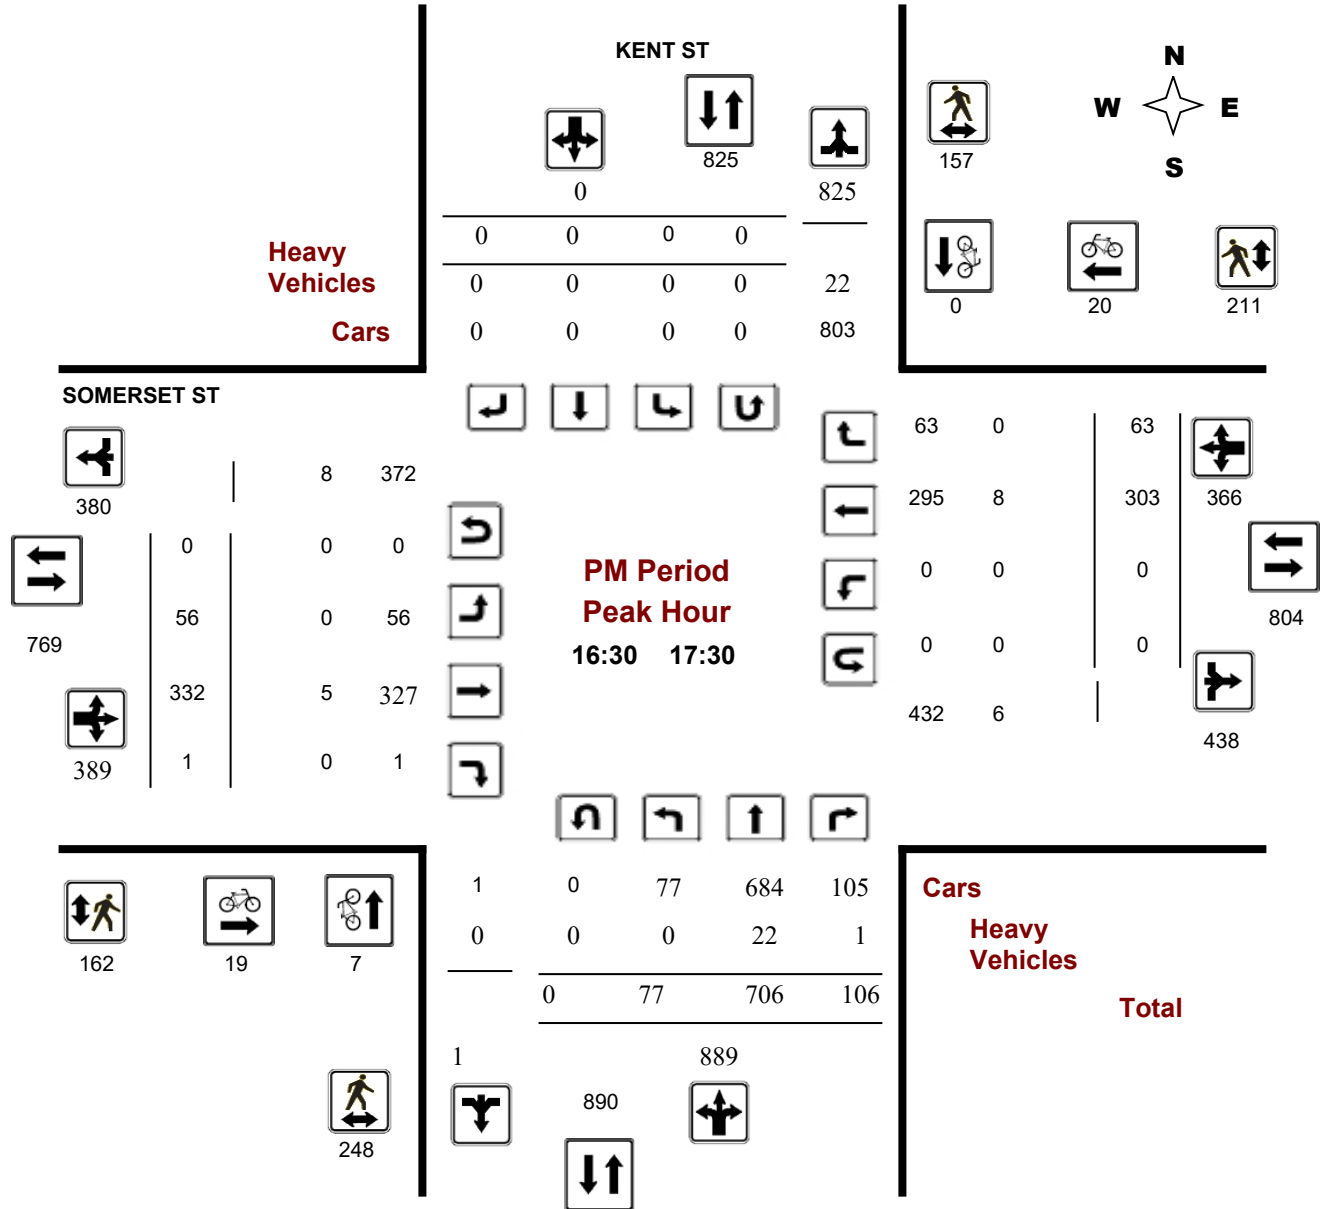 KENT ST
N
W E
S
825
157
0 825
0 0 0 0
Heavy
Vehicles
0 0 0 0 22
Cars
0 0 0 0 803
0 20 211
SOMERSET ST
380
8 372
0 0 0
769
56 0 56
332 5 327
389
1 0 1
PM Period
Peak Hour
16:30 17:30
63 0 63
295 8 303 366
0 0 0
804
0 0 0
432 6
438
162 19 7
1 0 77 684 105
Cars
0 0 0 22 1
Heavy
Vehicles
0 77 706 106
Total
1 889
890
248